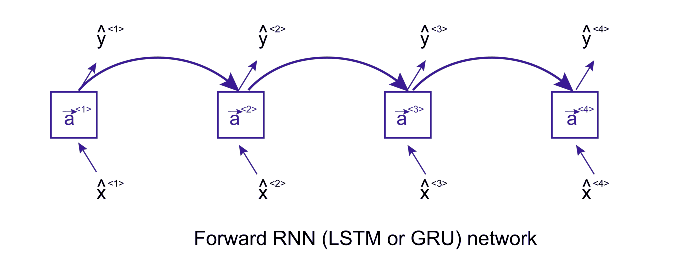 ŷ<1> ŷ<2> ŷ<3> ŷ<4>
a⃗<1> a⃗<2> a⃗<3> a⃗<4>
x̂<1> x̂<2> x̂<3> x̂<4>
Forward RNN (LSTM or GRU) network